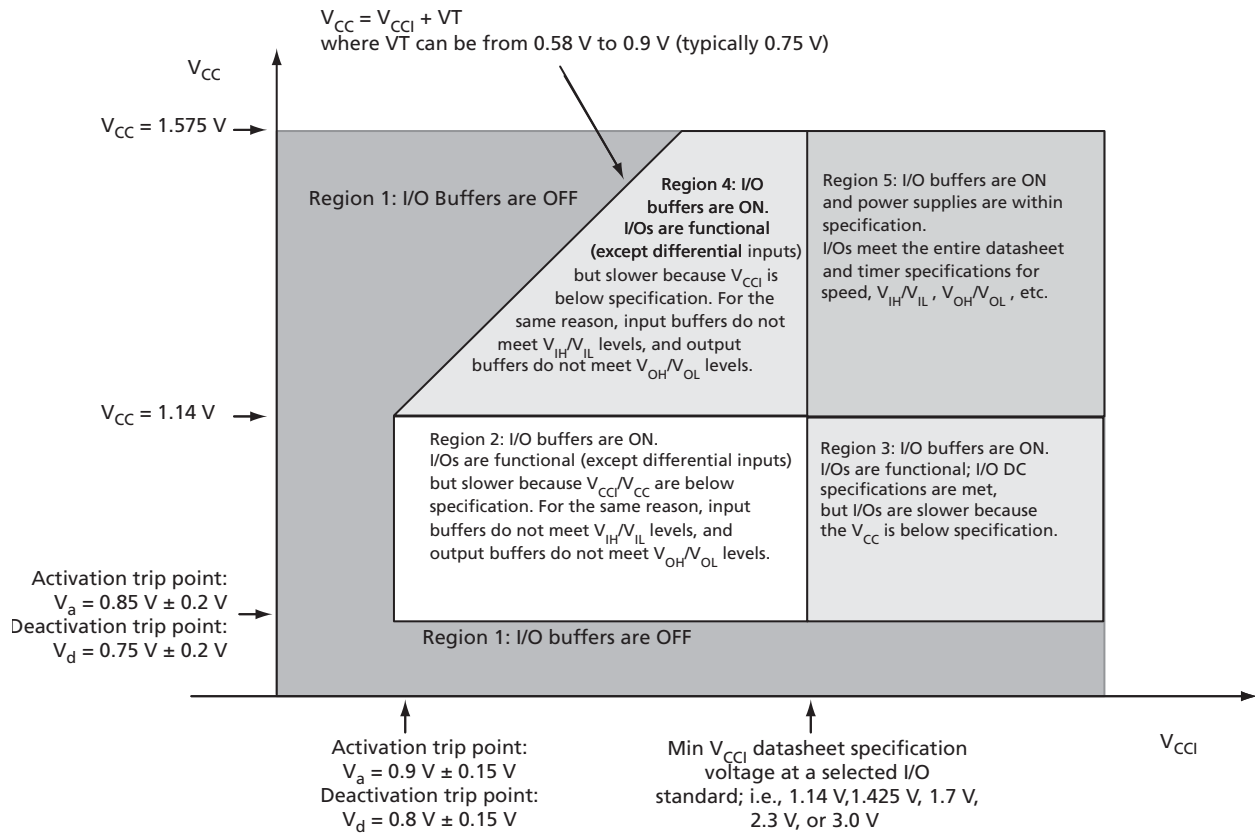 V_CC = V_CCI + VT
where VT can be from 0.58 V to 0.9 V (typically 0.75 V)
V_CC
V_CC = 1.575 V
Region 1: I/O Buffers are OFF
Region 4: I/O
buffers are ON.
I/Os are functional
(except differential inputs)
but slower because V_CCI is
below specification. For the
same reason, input buffers do not
meet V_IH/V_IL levels, and output
buffers do not meet V_OH/V_OL levels.
Region 5: I/O buffers are ON
and power supplies are within
specification.
I/Os meet the entire datasheet
and timer specifications for
speed, V_IH/V_IL , V_OH/V_OL , etc.
V_CC = 1.14 V
Region 2: I/O buffers are ON.
I/Os are functional (except differential inputs)
but slower because V_CCI/V_CC are below
specification. For the same reason, input
buffers do not meet V_IH/V_IL levels, and
output buffers do not meet V_OH/V_OL levels.
Region 3: I/O buffers are ON.
I/Os are functional; I/O DC
specifications are met,
but I/Os are slower because
the V_CC is below specification.
Activation trip point:
V_a = 0.85 V ± 0.2 V
Deactivation trip point:
V_d = 0.75 V ± 0.2 V
Region 1: I/O buffers are OFF
Activation trip point:
V_a = 0.9 V ± 0.15 V
Deactivation trip point:
V_d = 0.8 V ± 0.15 V
Min V_CCI datasheet specification
voltage at a selected I/O
standard; i.e., 1.14 V,1.425 V, 1.7 V,
2.3 V, or 3.0 V
V_CCI